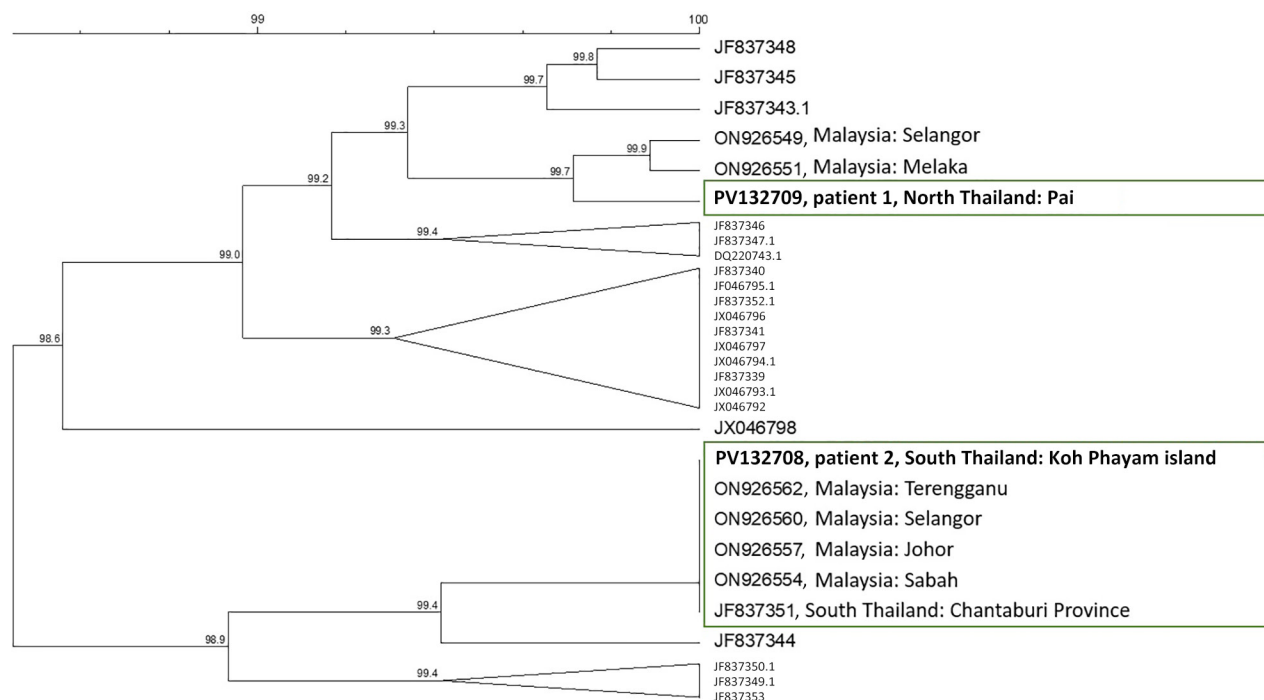 99 100
99.8 JF837348
99.7 JF837345
JF837343.1
99.3
99.9 ON926549, Malaysia: Selangor
99.7 ON926551, Malaysia: Melaka
99.2
PV132709, patient 1, North Thailand: Pai
99.4 JF837346
JF837347.1
DQ220743.1
99.0
JF837340
JF046795.1
JF837352.1
JX046796
99.3 JF837341
98.6 JX046797
JX046794.1
JF837339
JX046793.1
JX046792
JX046798
PV132708, patient 2, South Thailand: Koh Phayam island
ON926562, Malaysia: Terengganu
ON926560, Malaysia: Selangor
ON926557, Malaysia: Johor
ON926554, Malaysia: Sabah
99.4 JF837351, South Thailand: Chantaburi Province
98.9 JF837344
99.4 JF837350.1
JF837349.1
JF837353